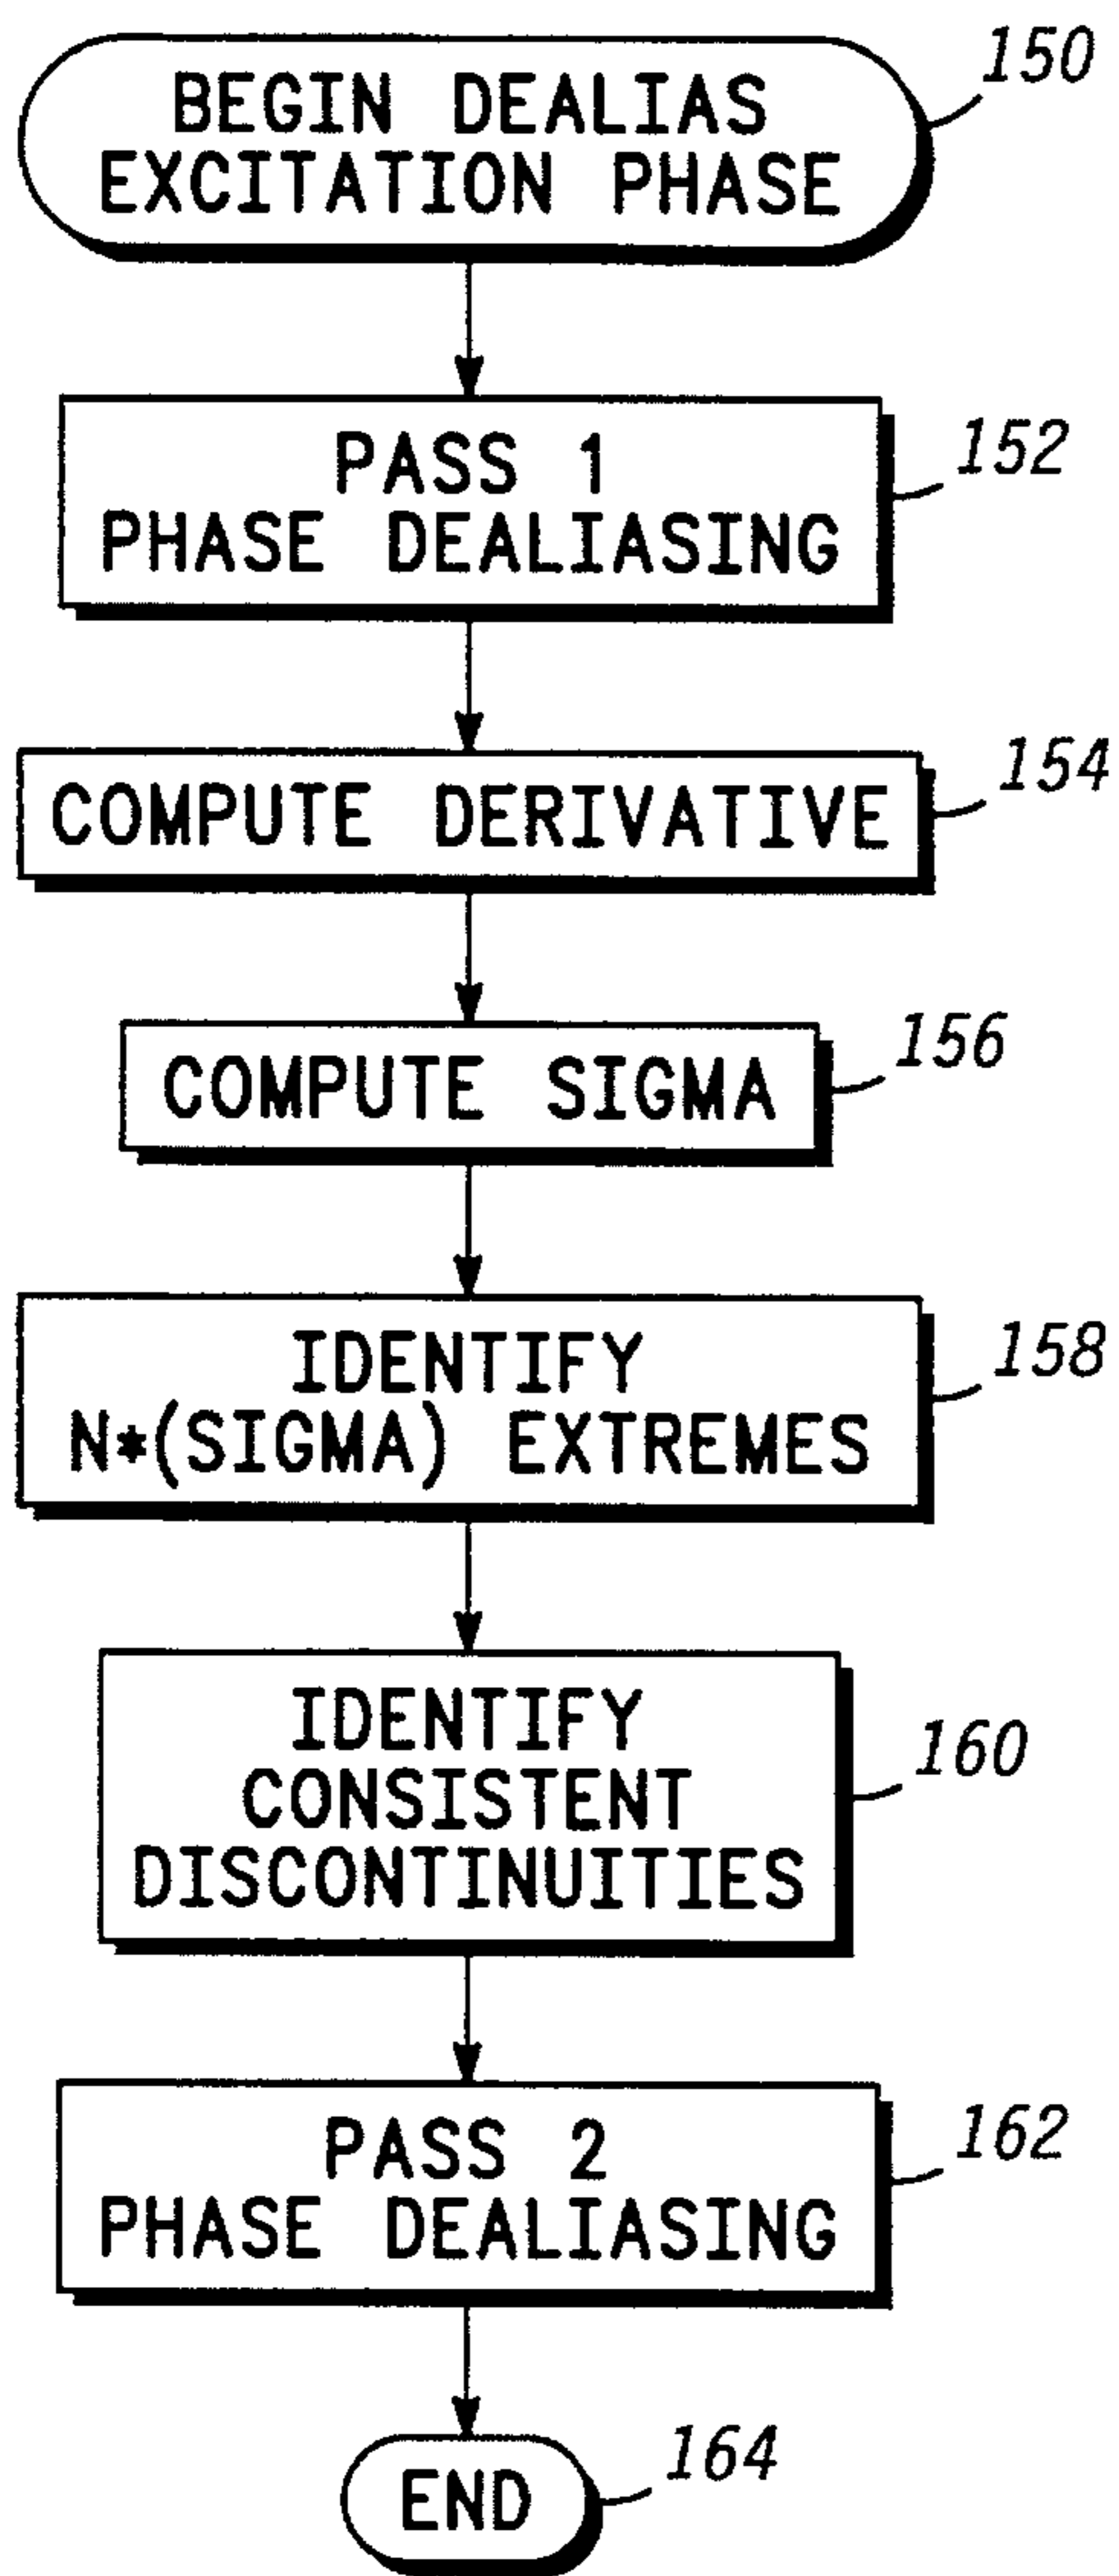 150
BEGIN DEALIAS
EXCITATION PHASE
152
PASS 1
PHASE DEALIASING
154
COMPUTE DERIVATIVE
156
COMPUTE SIGMA
158
IDENTIFY
N*(SIGMA) EXTREMES
160
IDENTIFY
CONSISTENT
DISCONTINUITIES
162
PASS 2
PHASE DEALIASING
164
END